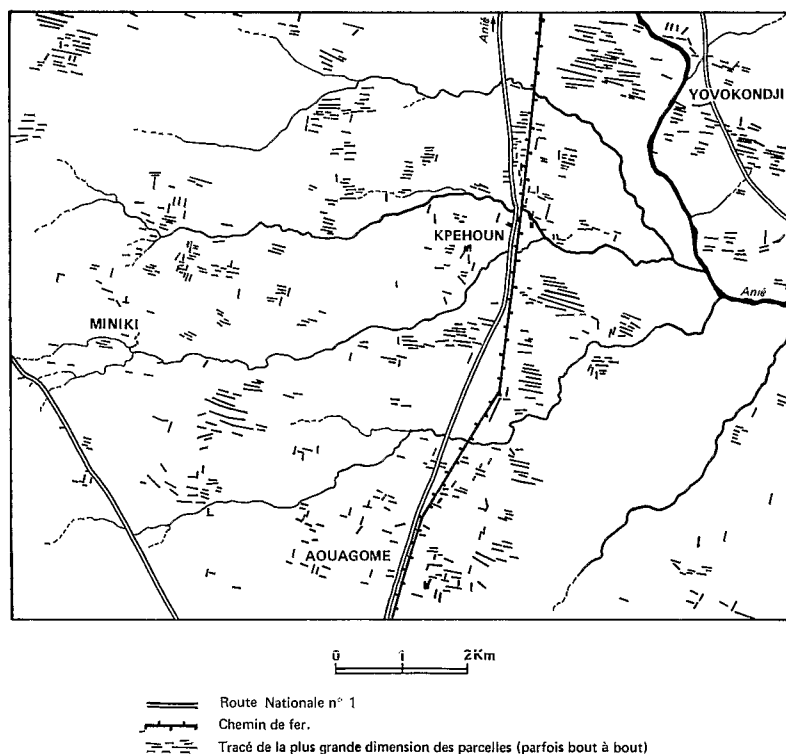 Anié
YOVOKONDJI
KPEHOUN
Anié
MINIKI
AOUAGOME
0 1 2Km
Route Nationale n° 1
Chemin de fer.
Tracé de la plus grande dimension des parcelles (parfois bout à bout)